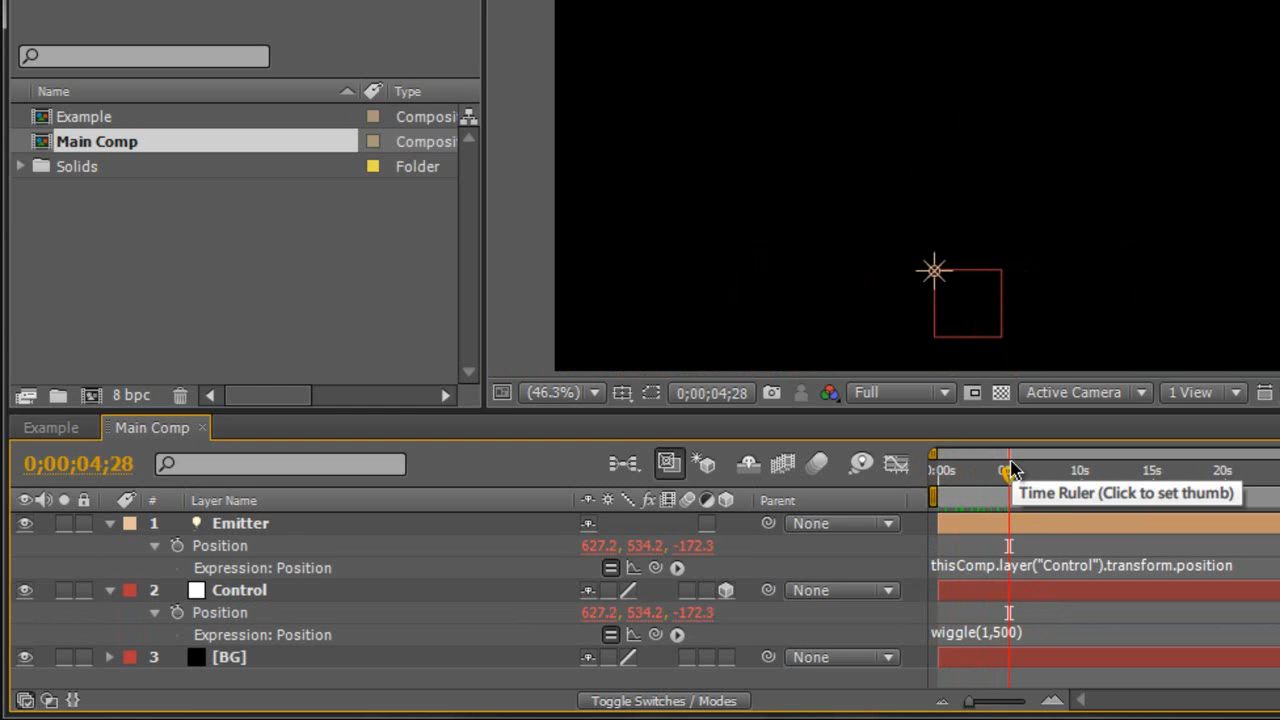 Name Type
Example Composi
Main Comp Composi
Solids Folder
8 bpc
(46.3%) 0;00;04;28 Full Active Camera 1 View
Example Main Comp ×
0;00;04;28
0:00s 10s 15s 20s
Time Ruler (Click to set thumb)
# Layer Name fx Parent
1 Emitter None
Position 627.2, 534.2, -172.3
Expression: Position thisComp.layer("Control").transform.position
2 Control None
Position 627.2, 534.2, -172.3
Expression: Position wiggle(1,500)
3 [BG] None
Toggle Switches / Modes